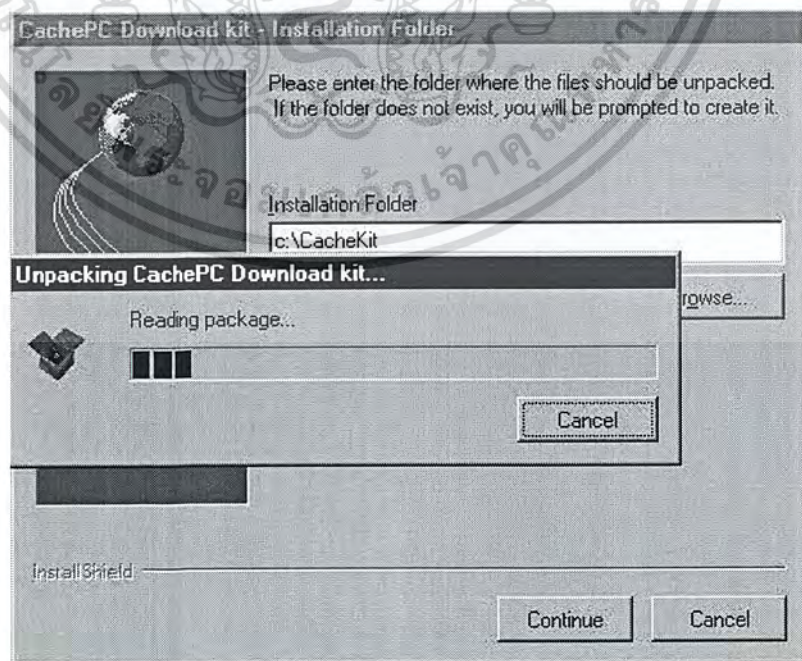 CachePC Download kit - Installation Folder
Please enter the folder where the files should be unpacked.
If the folder does not exist, you will be prompted to create it.
Installation Folder
c:\CacheKit
Unpacking CachePC Download kit...
rowse...
Reading package...
Cancel
InstallShield
Continue
Cancel